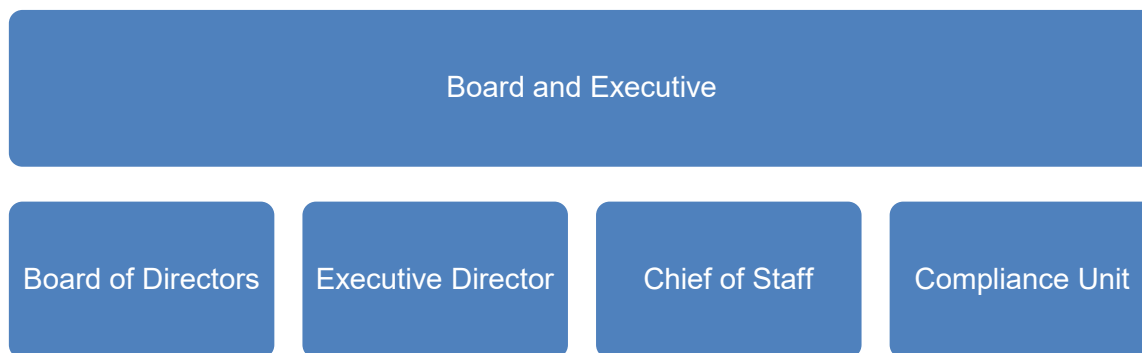 Board and Executive
Board of Directors
Executive Director
Chief of Staff
Compliance Unit